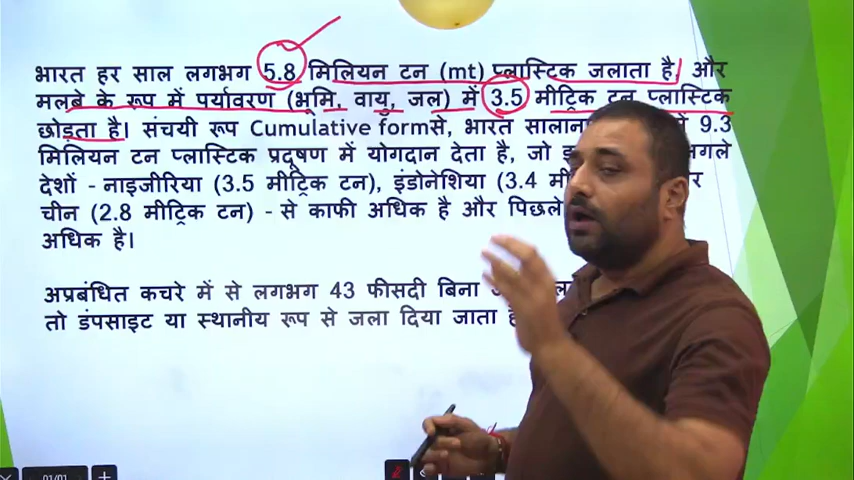 भारत हर साल लगभग 5.8 मिलियन टन (mt) प्लास्टिक जलाता है, और
मलबे के रूप में पर्यावरण (भूमि, वायु, जल) में 3.5 मीट्रिक टन प्लास्टिक
छोड़ता है। संचयी रूप Cumulative formसे, भारत सालाना 9.3
मिलियन टन प्लास्टिक प्रदूषण में योगदान देता है, जो अगले
देशों - नाइजीरिया (3.5 मीट्रिक टन), इंडोनेशिया (3.4
चीन (2.8 मीट्रिक टन) - से काफी अधिक है और पिछले
अधिक है।
अप्रबंधित कचरे में से लगभग 43 फीसदी बिना
तो डंपसाइट या स्थानीय रूप से जला दिया जाता
01/01